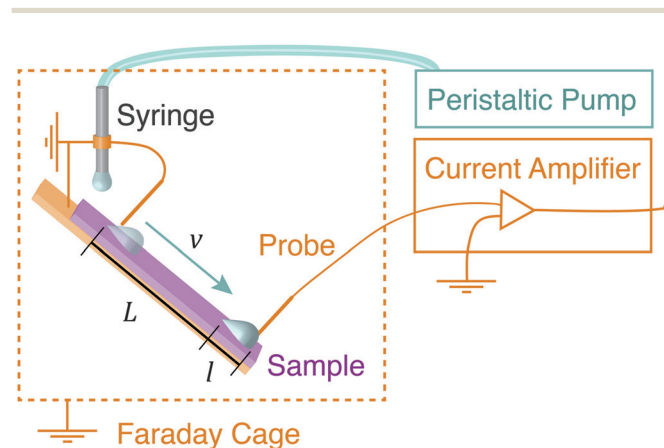 Syringe
Peristaltic Pump
Current Amplifier
v
Probe
L
l
Sample
Faraday Cage